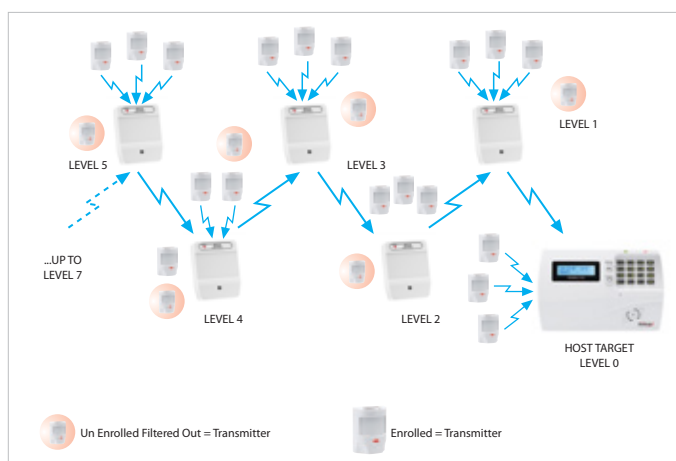 LEVEL 1
LEVEL 5
LEVEL 3
...UP TO
LEVEL 7
LEVEL 4
LEVEL 2
HOST TARGET
LEVEL 0
Un Enrolled Filtered Out = Transmitter
Enrolled = Transmitter